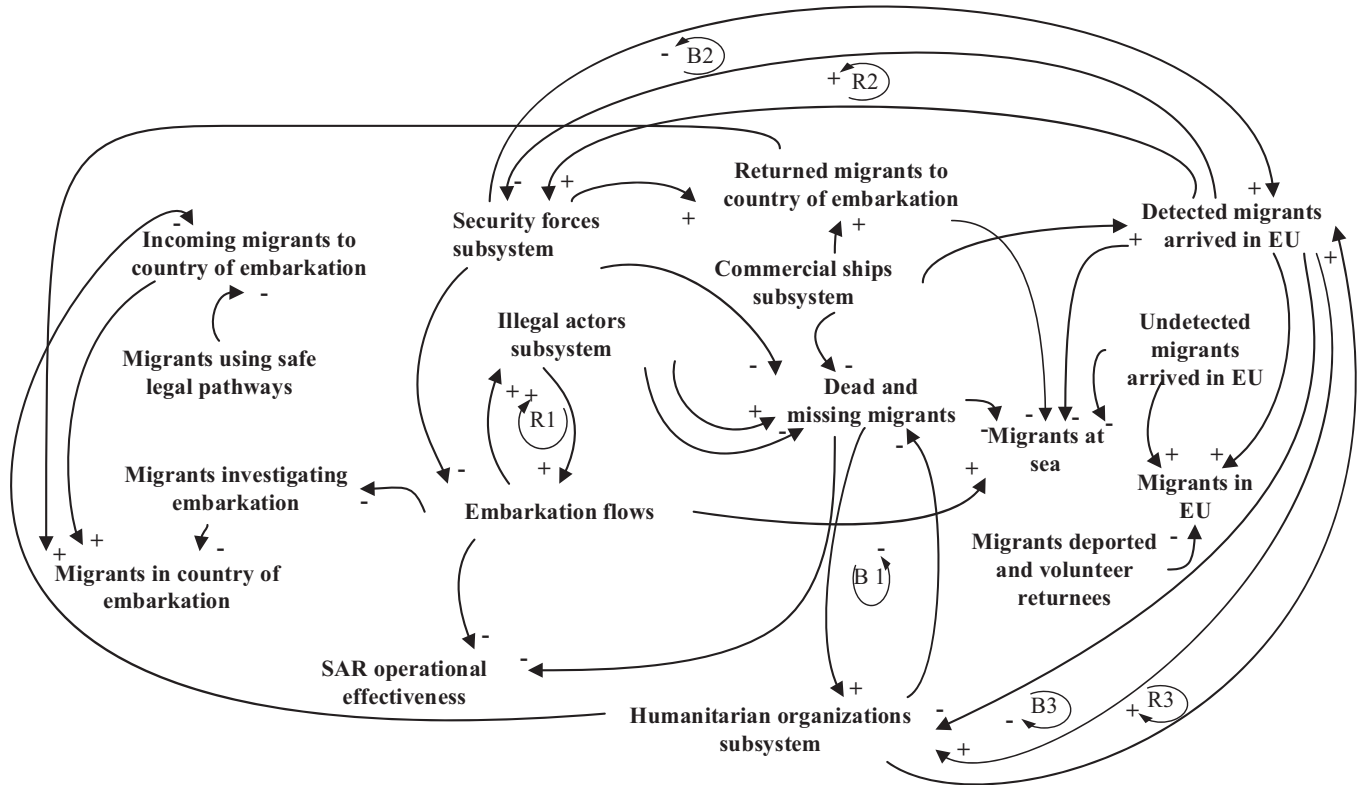 - B2
+ R2
Returned migrants to
country of embarkation
+
- +
+
Security forces
subsystem
+
Detected migrants
arrived in EU
+
+
-
Incoming migrants to
country of embarkation
-
+
Commercial ships
subsystem
Illegal actors
subsystem
Undetected
migrants
arrived in EU
Migrants using safe
legal pathways
-
-
Dead and
missing migrants
+ +
R1
+
+
-
-
-
- -
-
Migrants at
sea
+ +
Migrants in
EU
-
Migrants investigating
embarkation
-
-
Embarkation flows
+
-
B 1
Migrants deported
and volunteer
returnees
+ +
-
Migrants in country of
embarkation
-
-
SAR operational
effectiveness
+
Humanitarian organizations
subsystem
-
+
- B3
+ R3